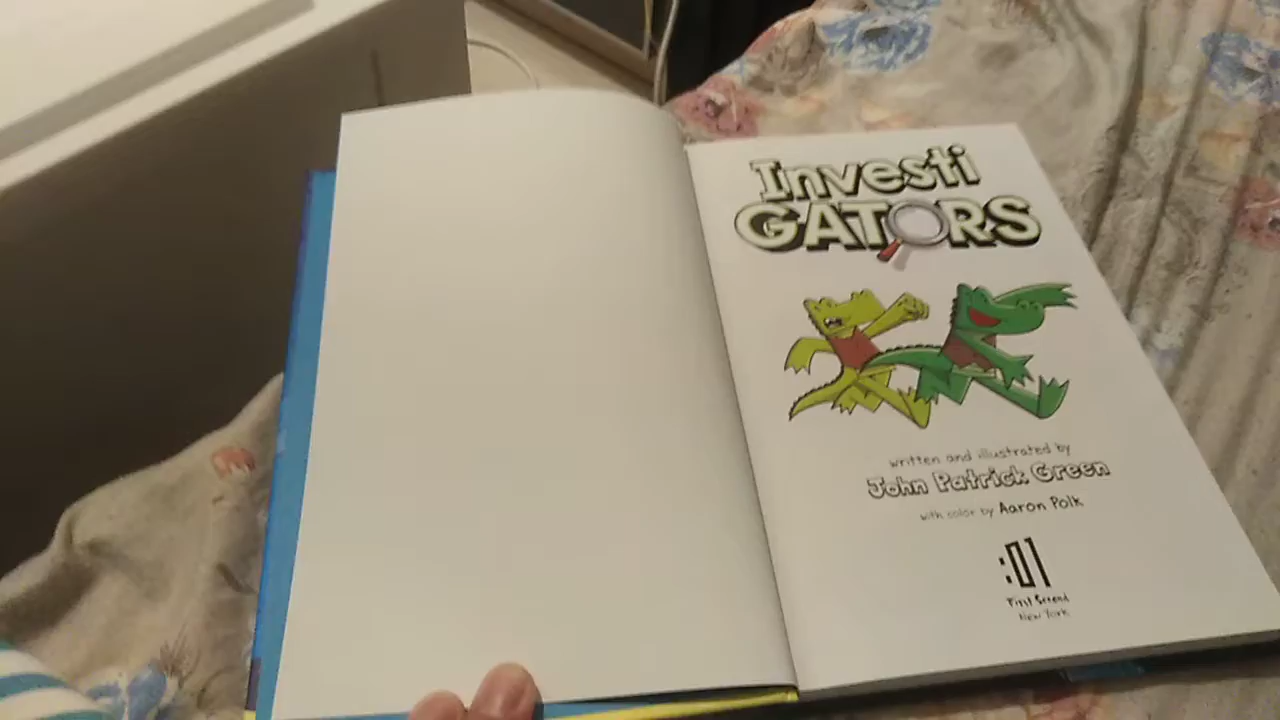 Investi
GATORS
written and illustrated by
John Patrick Green
with color by Aaron Polk
:01
First Second
New York